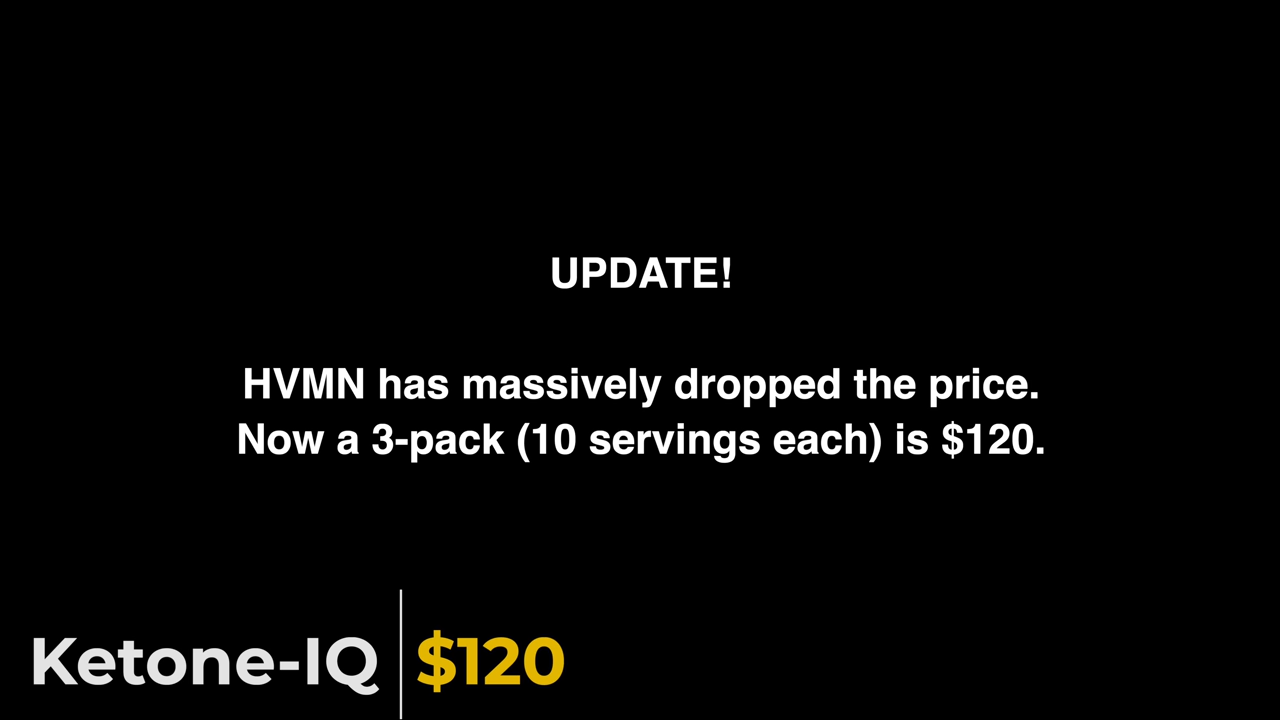 UPDATE!
HVMN has massively dropped the price.
Now a 3-pack (10 servings each) is $120.
Ketone-IQ
$120